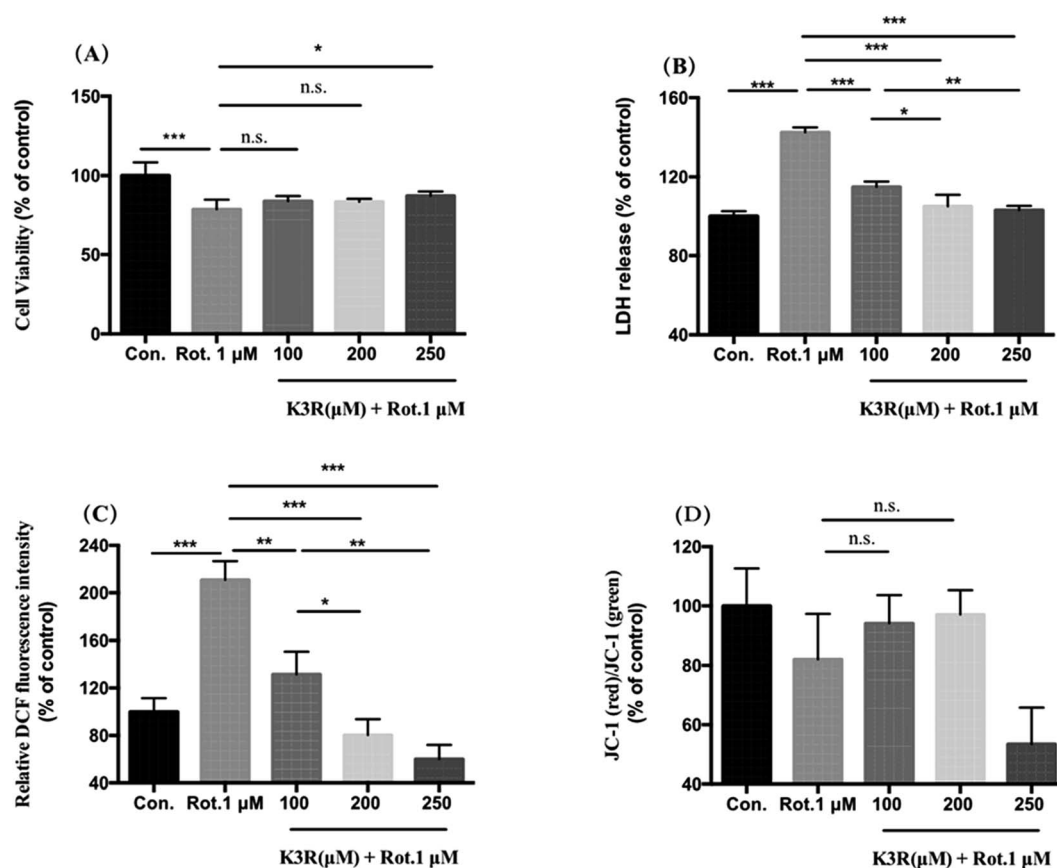 (A)
Cell Viability (% of control)
150
100
50
0
*
n.s.
***
n.s.
Con.
Rot. 1 μM
100
200
250
K3R(μM) + Rot.1 μM
(B)
LDH release (% of control)
160
120
80
40
***
***
***
***
**
*
Con.
Rot.1 μM
100
200
250
K3R(μM) + Rot.1 μM
(C)
Relative DCF fluorescence intensity
(% of control)
240
200
160
120
80
40
***
***
***
**
**
*
Con.
Rot.1 μM
100
200
250
K3R(μM) + Rot.1 μM
(D)
JC-1 (red)/JC-1 (green)
(% of control)
120
100
80
60
40
n.s.
n.s.
Con.
Rot.1 μM
100
200
250
K3R(μM) + Rot.1 μM